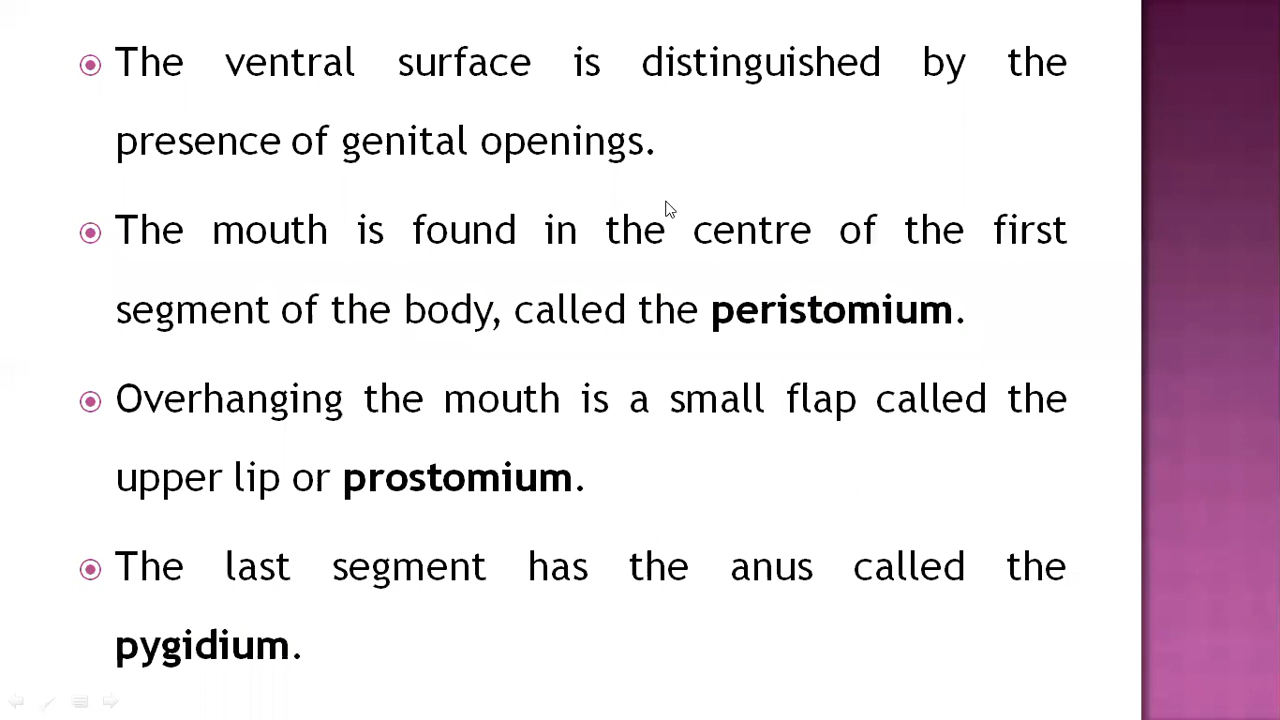 The ventral surface is distinguished by the
presence of genital openings.
The mouth is found in the centre of the first
segment of the body, called the peristomium.
Overhanging the mouth is a small flap called the
upper lip or prostomium.
The last segment has the anus called the
pygidium.